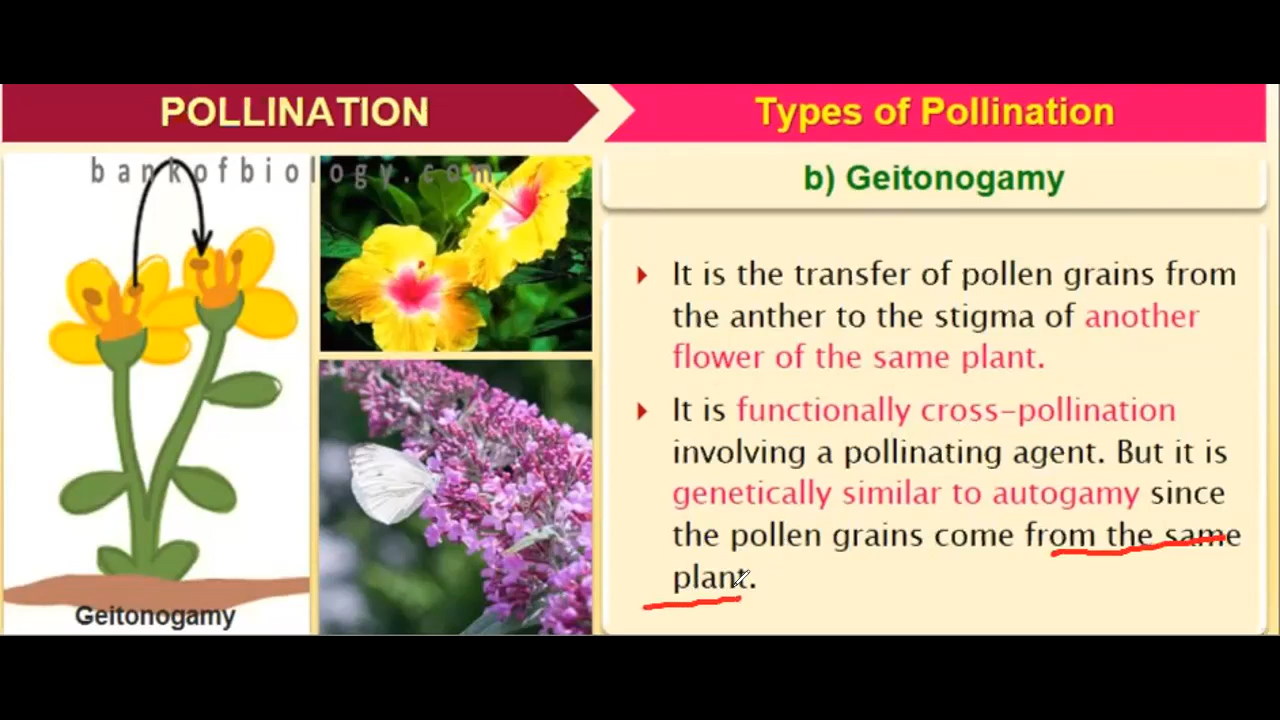 POLLINATION
Types of Pollination
bankofbiology.com
b) Geitonogamy
It is the transfer of pollen grains from
the anther to the stigma of another
flower of the same plant.
It is functionally cross-pollination
involving a pollinating agent. But it is
genetically similar to autogamy since
the pollen grains come from the same
plant.
Geitonogamy